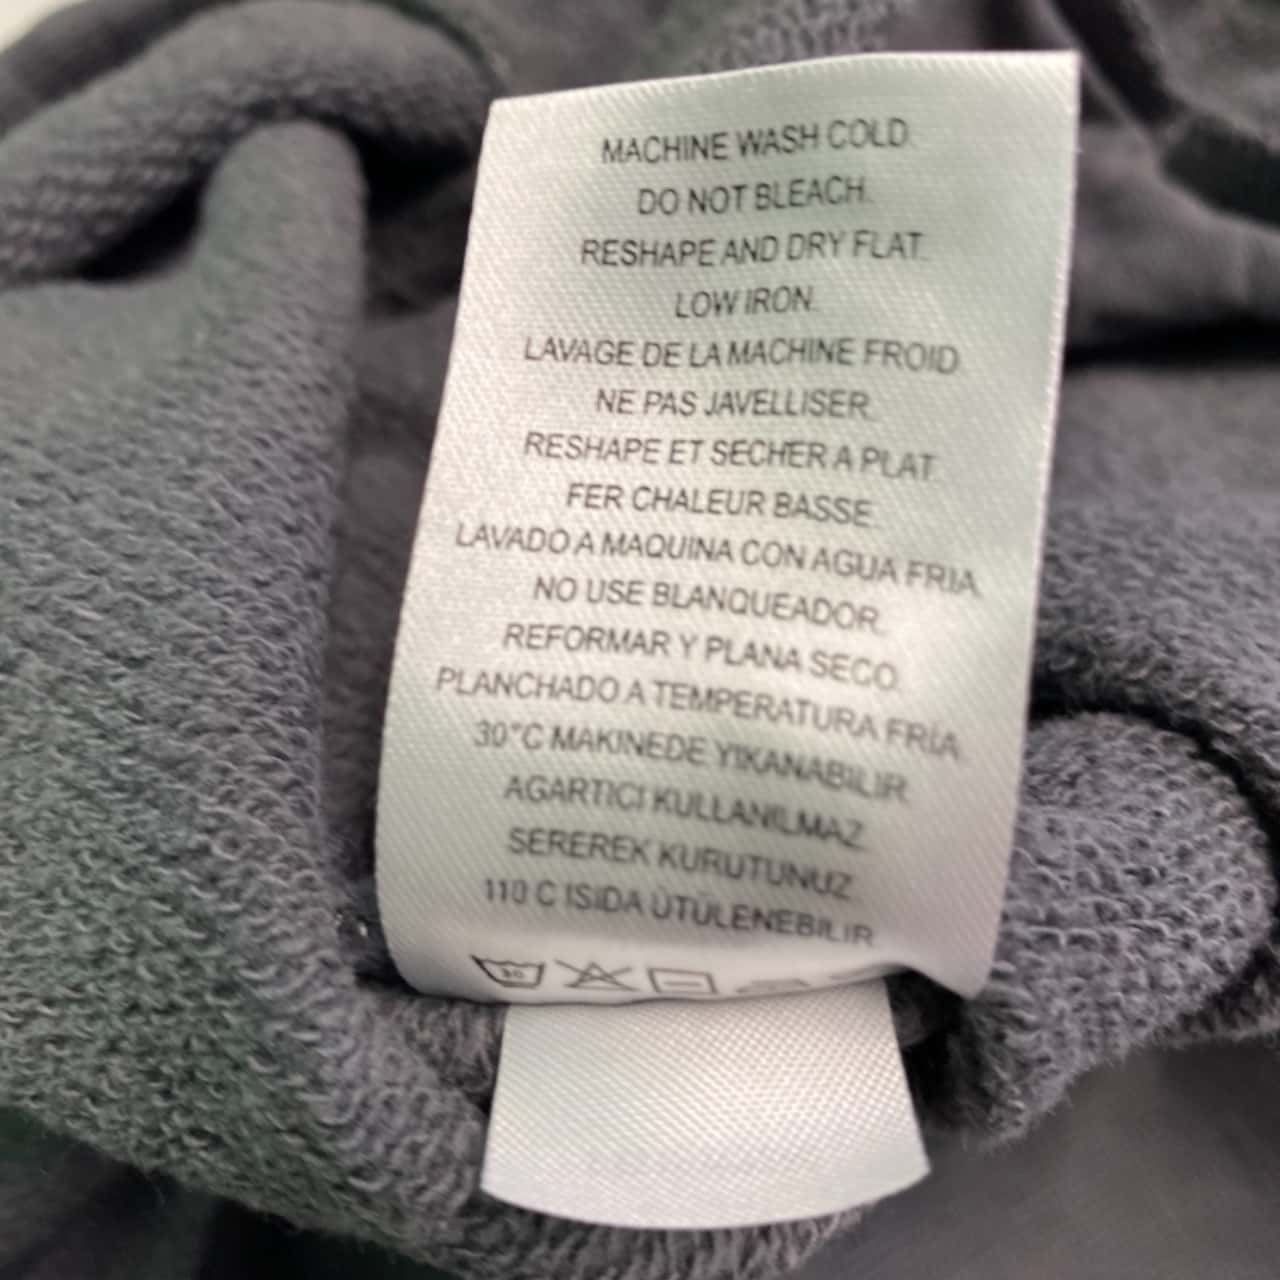 MACHINE WASH COLD.
DO NOT BLEACH.
RESHAPE AND DRY FLAT.
LOW IRON.
LAVAGE DE LA MACHINE FROID.
NE PAS JAVELLISER.
RESHAPE ET SECHER A PLAT.
FER CHALEUR BASSE.
LAVADO A MAQUINA CON AGUA FRIA.
NO USE BLANQUEADOR.
REFORMAR Y PLANA SECO.
PLANCHADO A TEMPERATURA FRÍA.
30°C MAKINEDE YIKANABILIR
AGARTICI KULLANILMAZ
SEREREK KURUTUNUZ
110 C ISIDA ÜTÜLENEBILIR
30